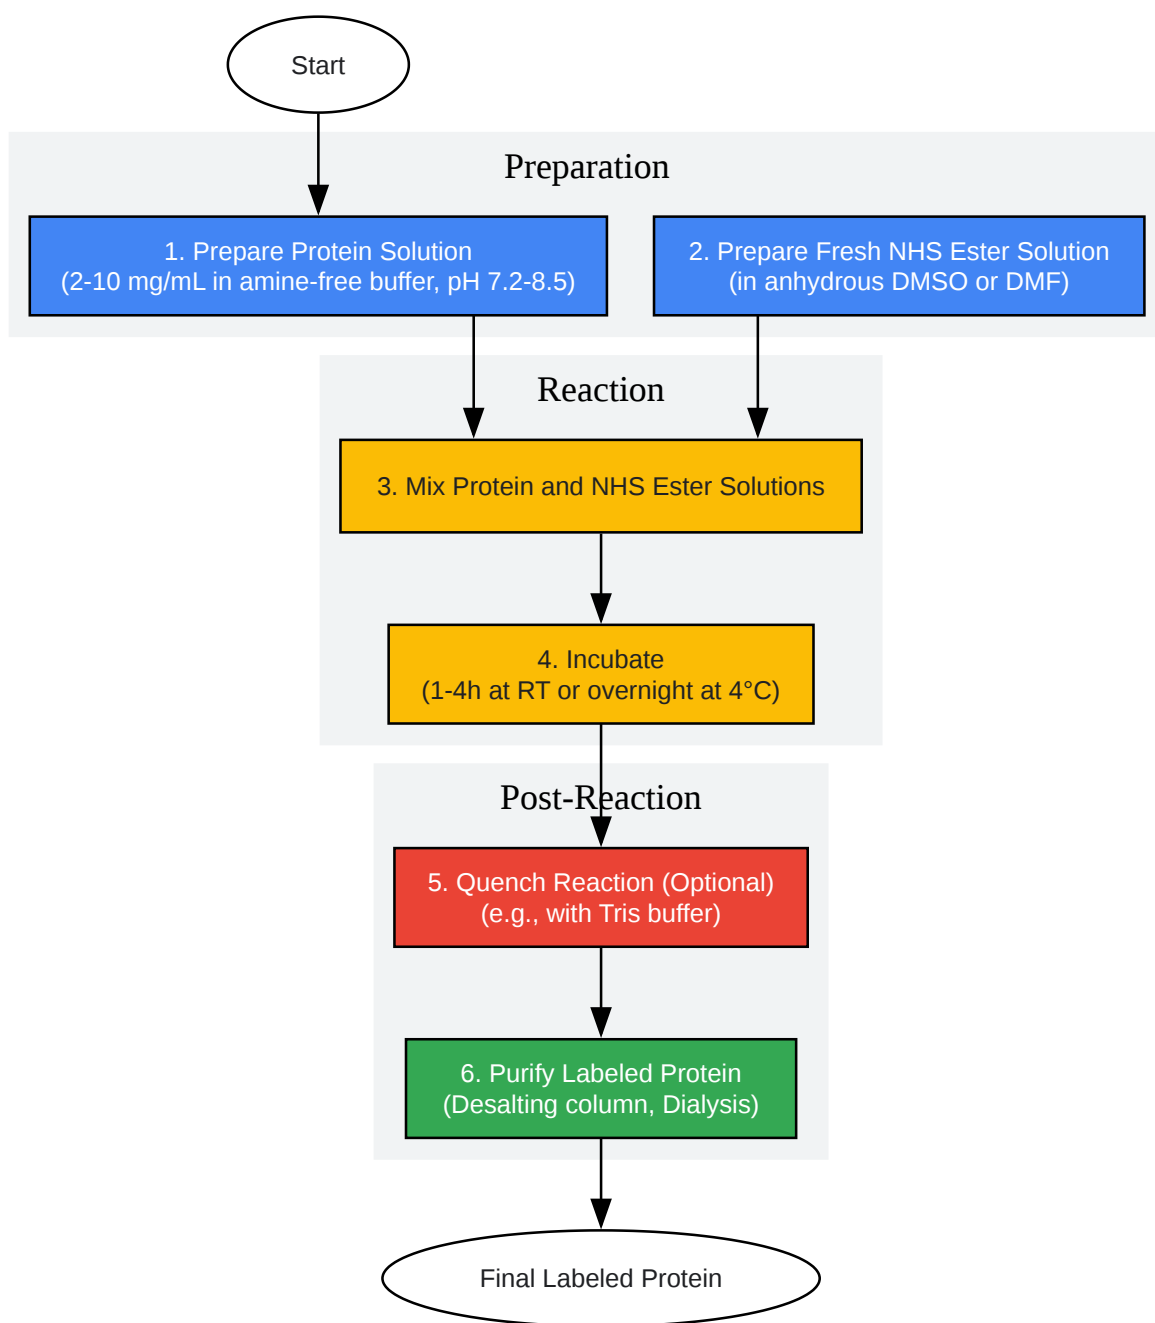 Start
Preparation
1. Prepare Protein Solution
(2-10 mg/mL in amine-free buffer, pH 7.2-8.5)
2. Prepare Fresh NHS Ester Solution
(in anhydrous DMSO or DMF)
Reaction
3. Mix Protein and NHS Ester Solutions
4. Incubate
(1-4h at RT or overnight at 4°C)
Post-Reaction
5. Quench Reaction (Optional)
(e.g., with Tris buffer)
6. Purify Labeled Protein
(Desalting column, Dialysis)
Final Labeled Protein